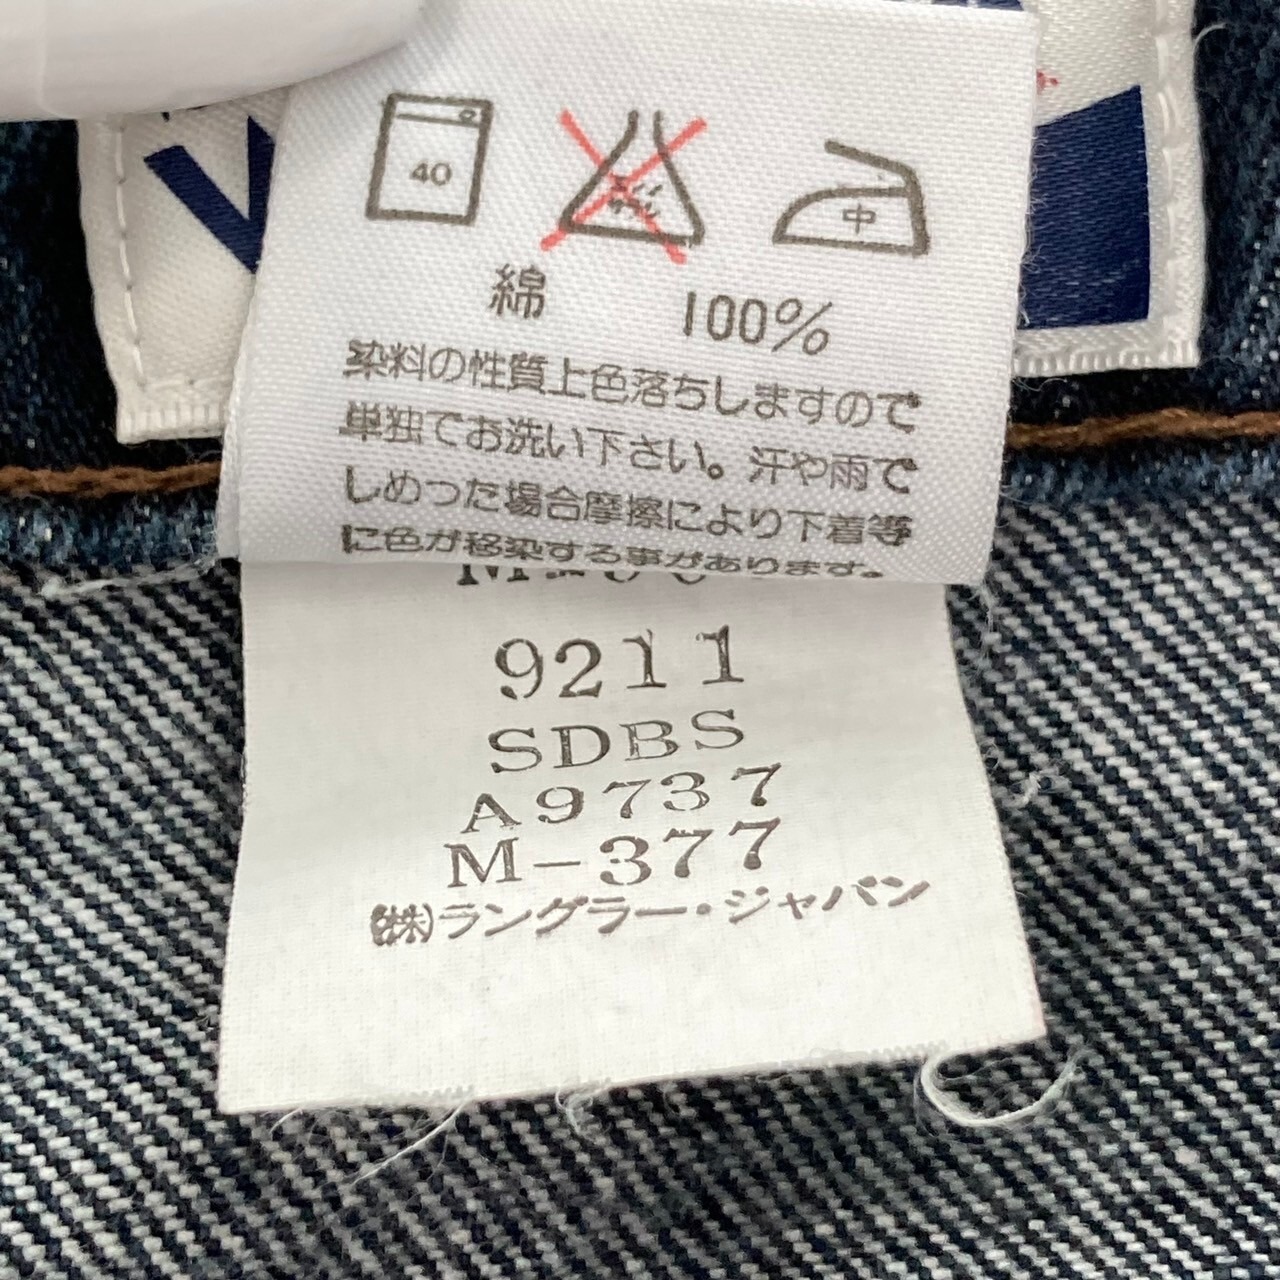 40
中
綿 100%
染料の性質上色落ちしますので
単独でお洗い下さい。汗や雨で
しめった場合摩擦により下着等
に色が移染する事があります。
9211
SDBS
A9737
M-377
(株)ラングラー・ジャパン